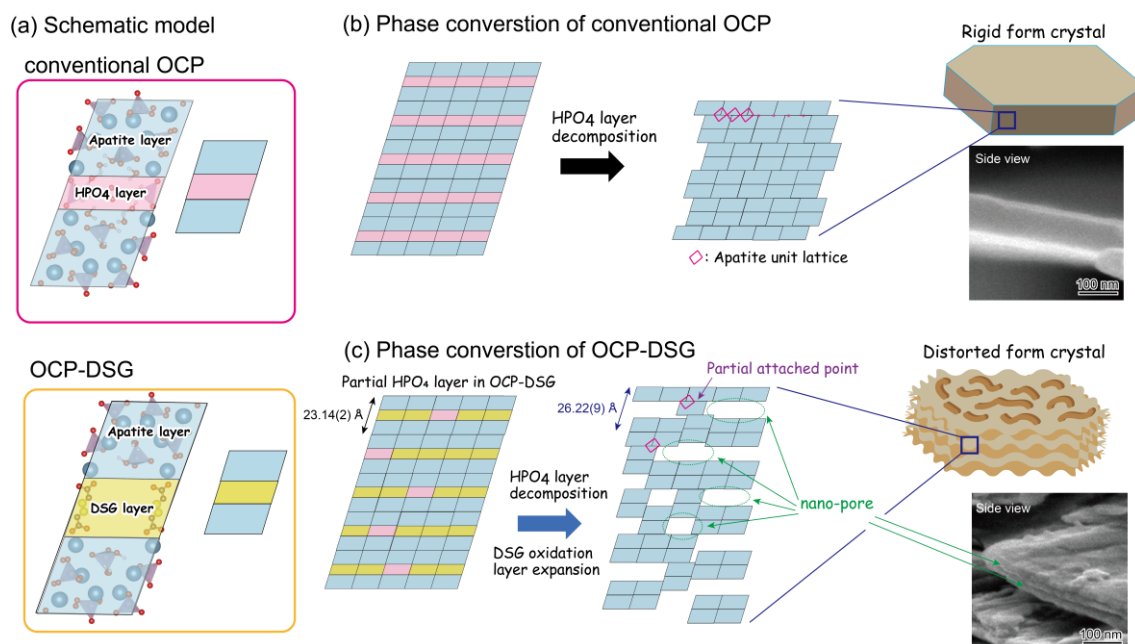 (a) Schematic model
conventional OCP
Apatite layer
HPO₄ layer
(b) Phase converstion of conventional OCP
HPO4 layer
decomposition
: Apatite unit lattice
Rigid form crystal
Side view
100 nm
OCP-DSG
Apatite layer
DSG layer
(c) Phase converstion of OCP-DSG
Partial HPO₄ layer in OCP-DSG
23.14(2) Å
HPO4 layer
decomposition
DSG oxidation
layer expansion
26.22(9) Å
Partial attached point
nano-pore
Distorted form crystal
Side view
100 nm